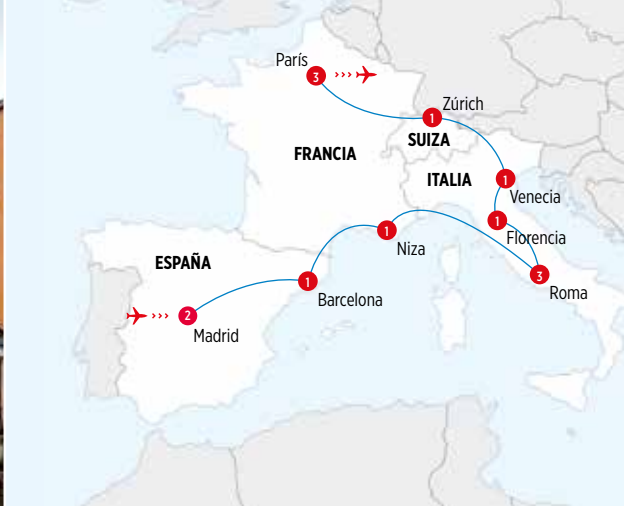 París
3
Zúrich
1
SUIZA
FRANCIA
ITALIA
1
Venecia
1
Florencia
1
Niza
ESPAÑA
3
Roma
1
Barcelona
2
Madrid